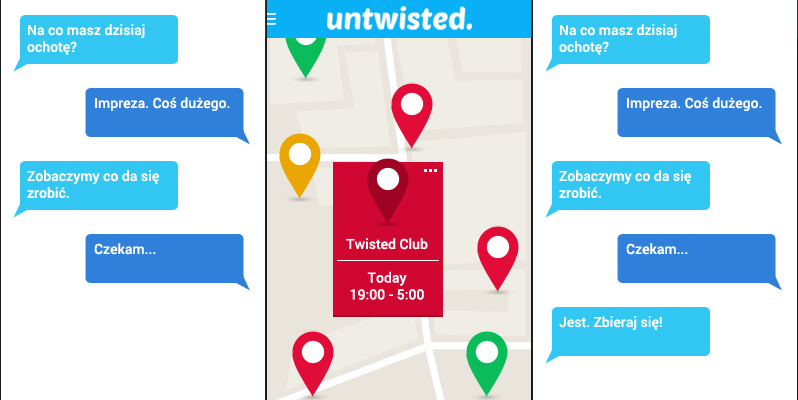 Na co masz dzisiaj
ochotę?
Impreza. Coś dużego.
Zobaczymy co da się
zrobić.
Czekam...
untwisted.
Twisted Club
Today
19:00 - 5:00
Na co masz dzisiaj
ochotę?
Impreza. Coś dużego.
Zobaczymy co da się
zrobić.
Czekam...
Jest. Zbieraj się!